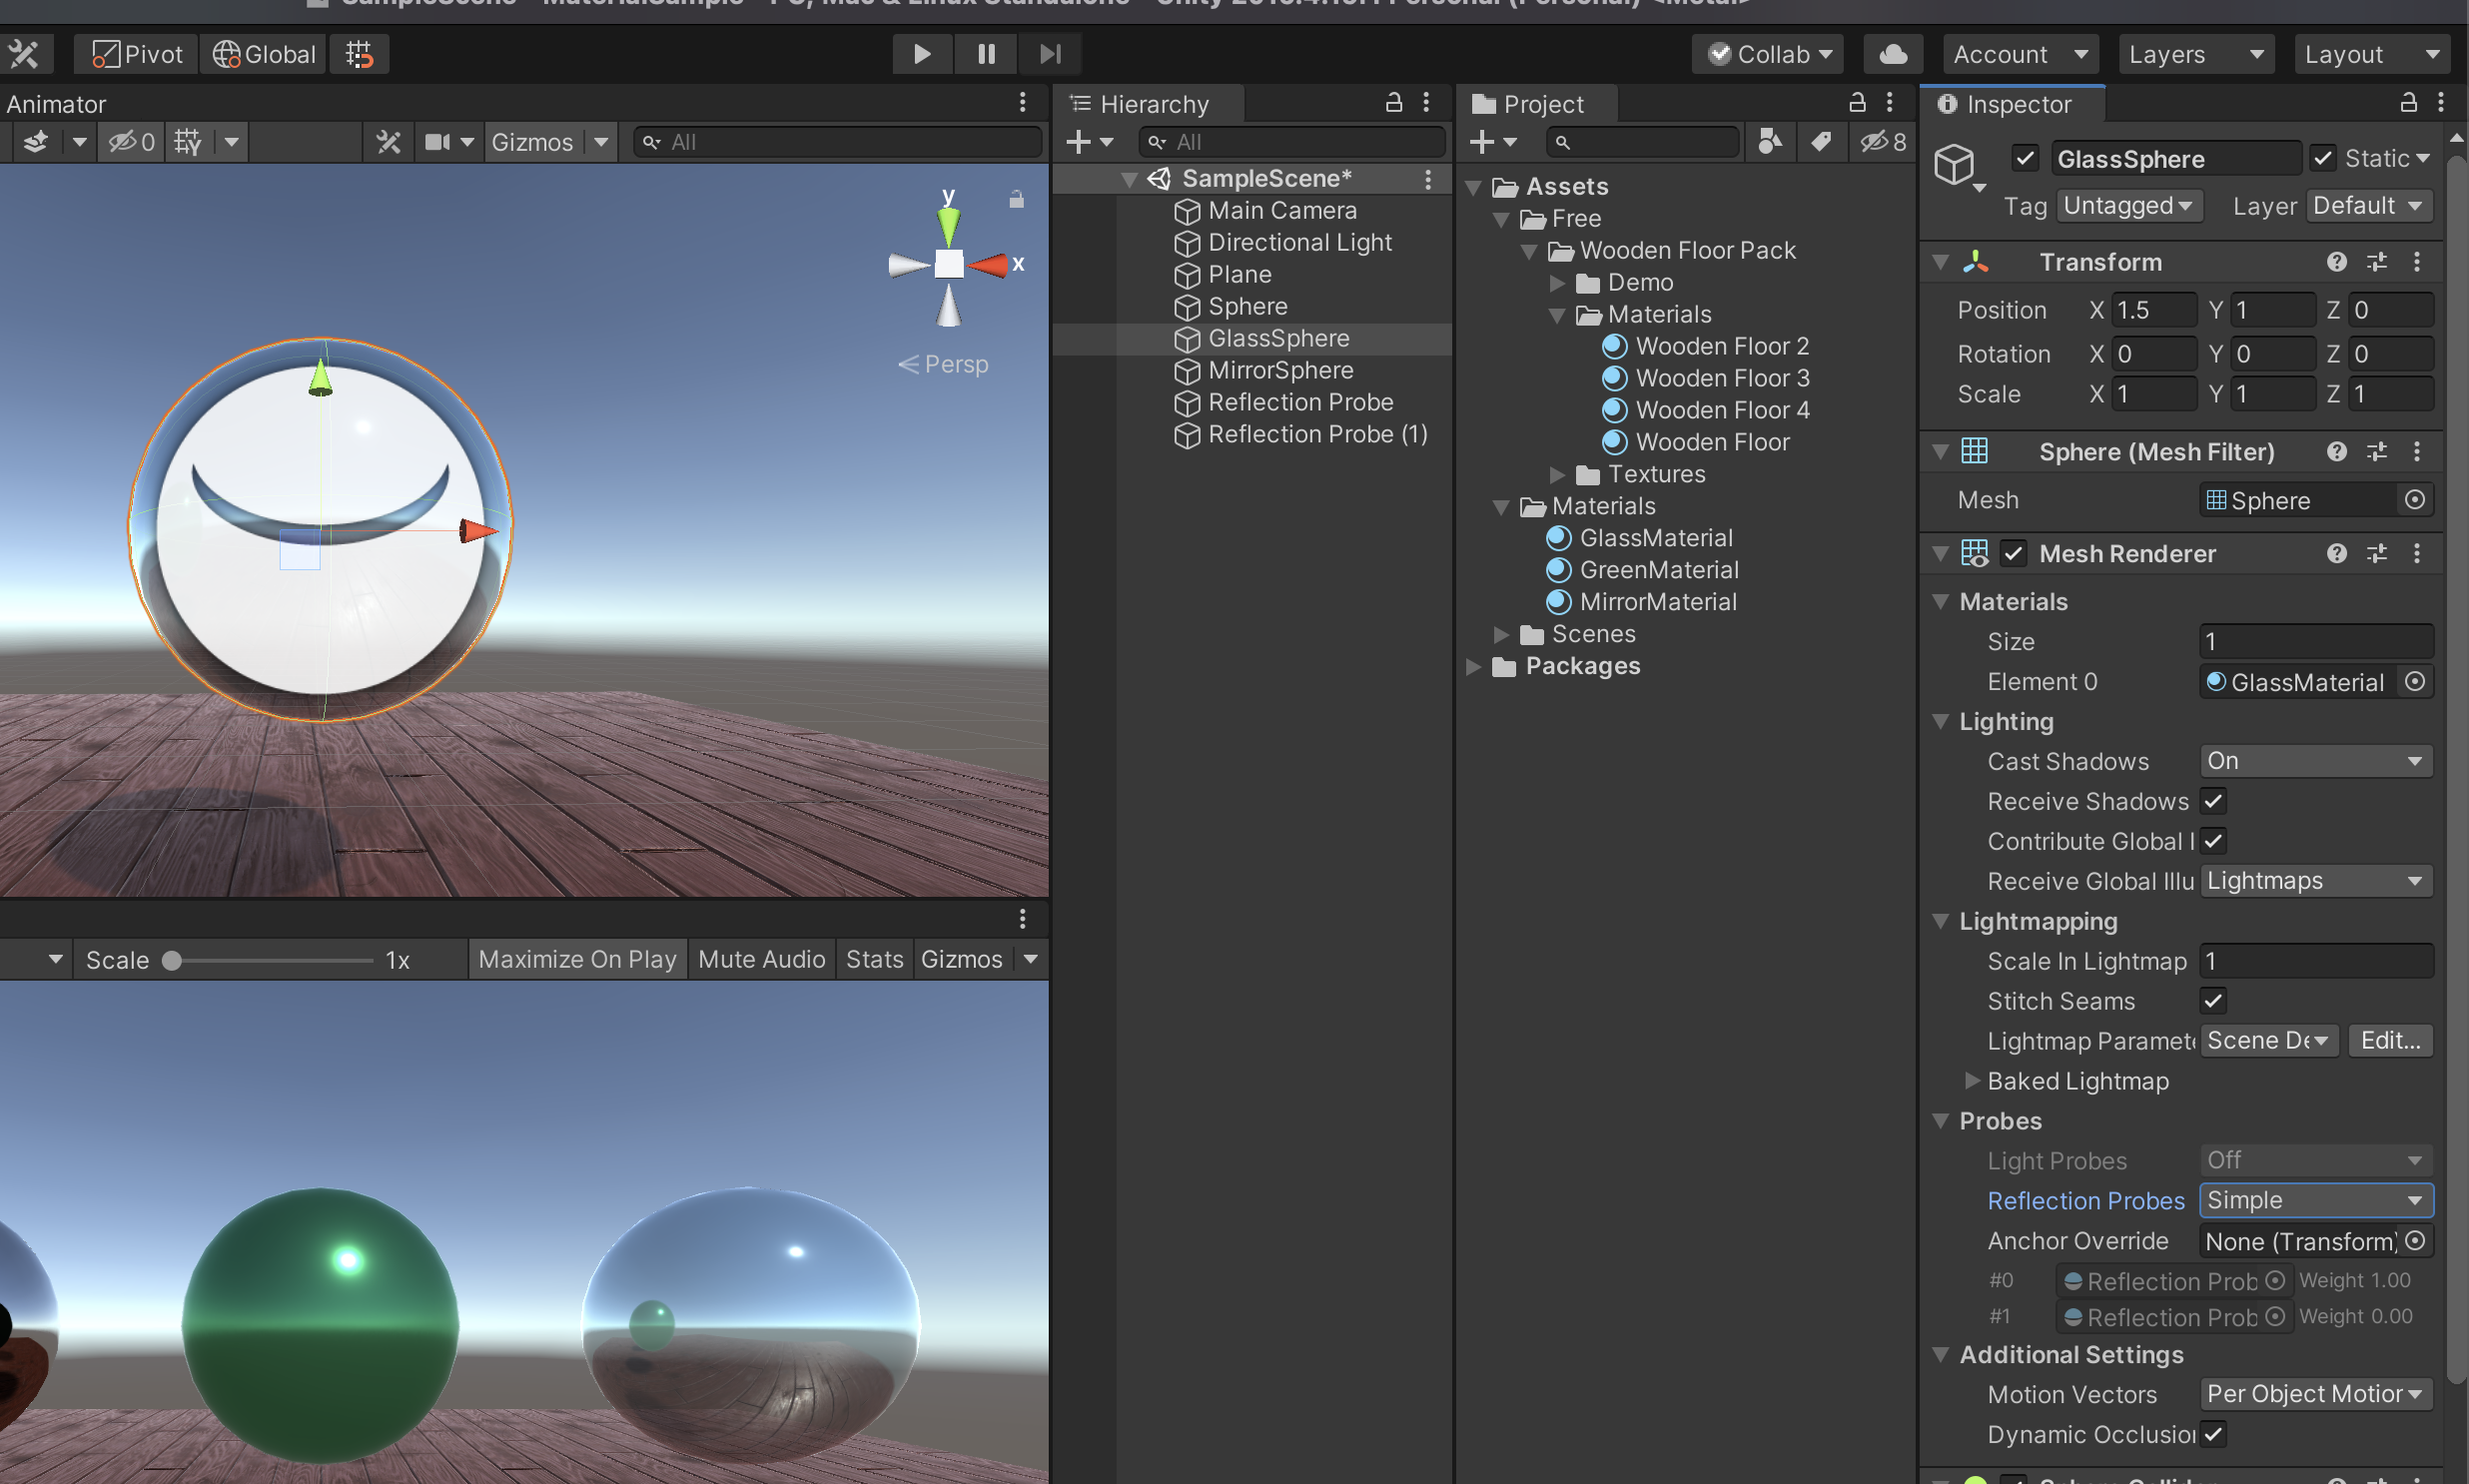 Pivot Global Collab Account Layers Layout
Animator
0 Gizmos All
y
x
Persp
Scale 1x Maximize On Play Mute Audio Stats Gizmos
Hierarchy
All
SampleScene*
Main Camera
Directional Light
Plane
Sphere
GlassSphere
MirrorSphere
Reflection Probe
Reflection Probe (1)
Project
8
Assets
Free
Wooden Floor Pack
Demo
Materials
Wooden Floor 2
Wooden Floor 3
Wooden Floor 4
Wooden Floor
Textures
Materials
GlassMaterial
GreenMaterial
MirrorMaterial
Scenes
Packages
Inspector
GlassSphere Static
Tag Untagged Layer Default
Transform
Position X 1.5 Y 1 Z 0
Rotation X 0 Y 0 Z 0
Scale X 1 Y 1 Z 1
Sphere (Mesh Filter)
Mesh Sphere
Mesh Renderer
Materials
Size 1
Element 0 GlassMaterial
Lighting
Cast Shadows On
Receive Shadows
Contribute Global I
Receive Global Illu Lightmaps
Lightmapping
Scale In Lightmap 1
Stitch Seams
Lightmap Paramete Scene De Edit...
Baked Lightmap
Probes
Light Probes Off
Reflection Probes Simple
Anchor Override None (Transform)
#0 Reflection Prob Weight 1.00
#1 Reflection Prob Weight 0.00
Additional Settings
Motion Vectors Per Object Motion
Dynamic Occlusion